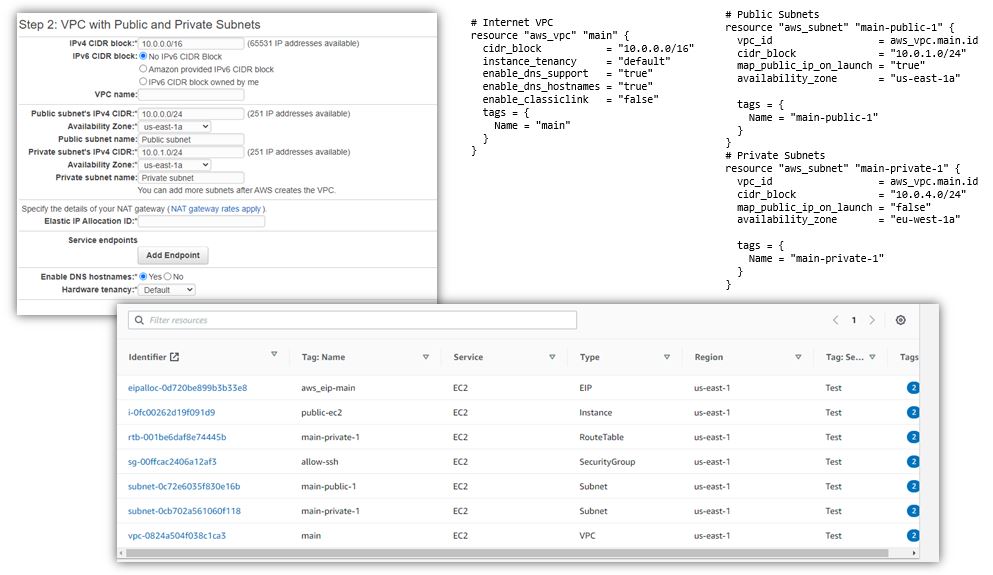 Step 2: VPC with Public and Private Subnets
IPv4 CIDR block:* 10.0.0.0/16 (65531 IP addresses available)
IPv6 CIDR block: No IPv6 CIDR Block
Amazon provided IPv6 CIDR block
IPv6 CIDR block owned by me
VPC name:
Public subnet's IPv4 CIDR:* 10.0.0.0/24 (251 IP addresses available)
Availability Zone:* us-east-1a
Public subnet name: Public subnet
Private subnet's IPv4 CIDR:* 10.0.1.0/24 (251 IP addresses available)
Availability Zone:* us-east-1a
Private subnet name: Private subnet
You can add more subnets after AWS creates the VPC.
Specify the details of your NAT gateway (NAT gateway rates apply).
Elastic IP Allocation ID:*
Service endpoints
Add Endpoint
Enable DNS hostnames:* Yes No
Hardware tenancy:* Default
# Internet VPC
resource "aws_vpc" "main" {
cidr_block = "10.0.0.0/16"
instance_tenancy = "default"
enable_dns_support = "true"
enable_dns_hostnames = "true"
enable_classiclink = "false"
tags = {
Name = "main"
}
}
# Public Subnets
resource "aws_subnet" "main-public-1" {
vpc_id = aws_vpc.main.id
cidr_block = "10.0.1.0/24"
map_public_ip_on_launch = "true"
availability_zone = "us-east-1a"
tags = {
Name = "main-public-1"
}
}
# Private Subnets
resource "aws_subnet" "main-private-1" {
vpc_id = aws_vpc.main.id
cidr_block = "10.0.4.0/24"
map_public_ip_on_launch = "false"
availability_zone = "eu-west-1a"
tags = {
Name = "main-private-1"
}
}
Filter resources
1
Identifier Tag: Name Service Type Region Tag: Se... Tags
eipalloc-0d720be899b3b33e8 aws_eip-main EC2 EIP us-east-1 Test 2
i-0fc00262d19f091d9 public-ec2 EC2 Instance us-east-1 Test 2
rtb-001be6daf8e74445b main-private-1 EC2 RouteTable us-east-1 Test 2
sg-00ffcac2406a12af3 allow-ssh EC2 SecurityGroup us-east-1 Test 2
subnet-0c72e6035f830e16b main-public-1 EC2 Subnet us-east-1 Test 2
subnet-0cb702a561060f118 main-private-1 EC2 Subnet us-east-1 Test 2
vpc-0824a504f038c1ca3 main EC2 VPC us-east-1 Test 2